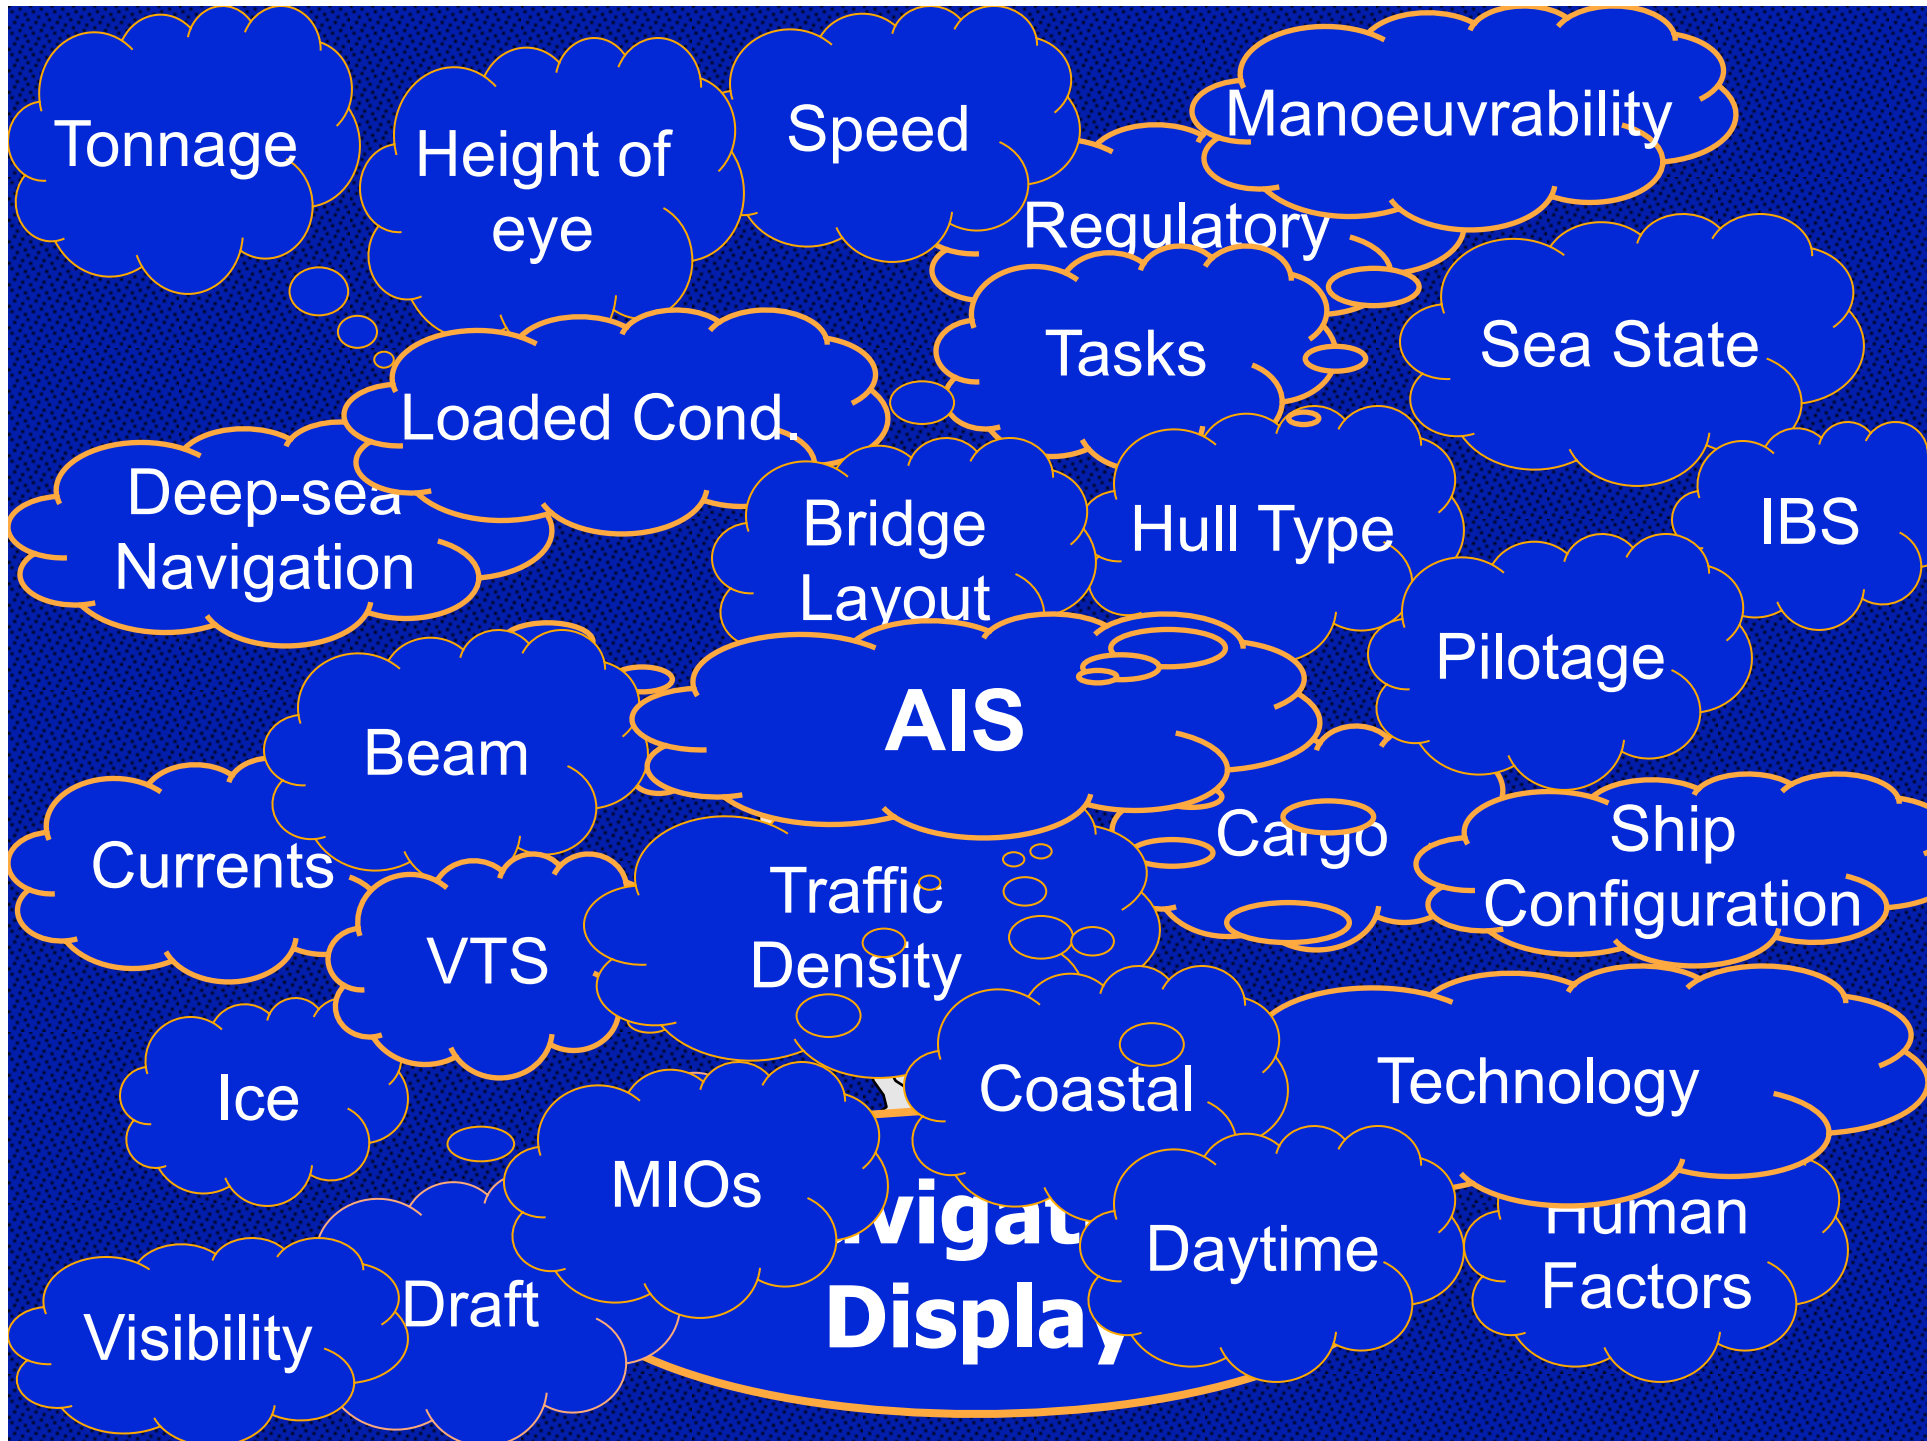 Tonnage
Height of
eye
Speed
Manoeuvrability
Regulatory
Tasks
Sea State
Loaded Cond.
Deep-sea
Navigation
Bridge
Layout
Hull Type
IBS
Pilotage
AIS
Beam
Currents
Cargo
Ship
Configuration
Traffic
Density
VTS
Coastal
Technology
Ice
MIOs
Daytime
Human
Factors
Display
Draft
Visibility